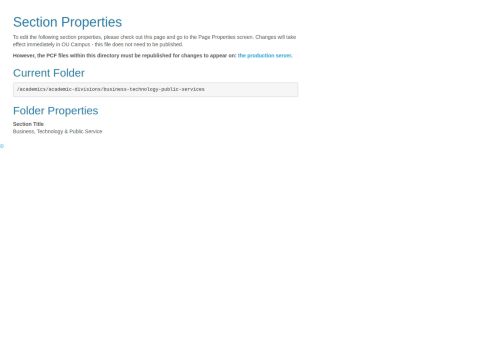 Section Properties
To edit the following section properties, please check out this page and go to the Page Properties screen. Changes will take
effect immediately in OU Campus - this file does not need to be published.
However, the PCF files within this directory must be republished for changes to appear on: the production server.
Current Folder
/academics/academic-divisions/business-technology-public-services
Folder Properties
Section Title
Business, Technology & Public Service